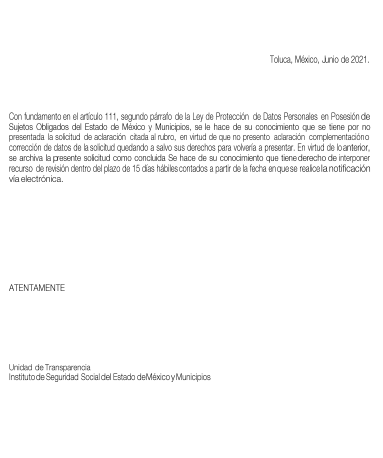 Toluca, México, Junio de 2021.
Con fundamento en el artículo 111, segundo párrafo de la Ley de Protección de Datos Personales en Posesión de
Sujetos Obligados del Estado de México y Municipios, se le hace de su conocimiento que se tiene por no
presentada la solicitud de aclaración citada al rubro, en virtud de que no presento aclaración complementación o
corrección de datos de la solicitud quedando a salvo sus derechos para volverla a presentar. En virtud de lo anterior,
se archiva la presente solicitud como concluida Se hace de su conocimiento que tiene derecho de interponer
recurso de revisión dentro del plazo de 15 días hábiles contados a partir de la fecha en que se realice la notificación
vía electrónica.
ATENTAMENTE
Unidad de Transparencia
Instituto de Seguridad Social del Estado de México y Municipios